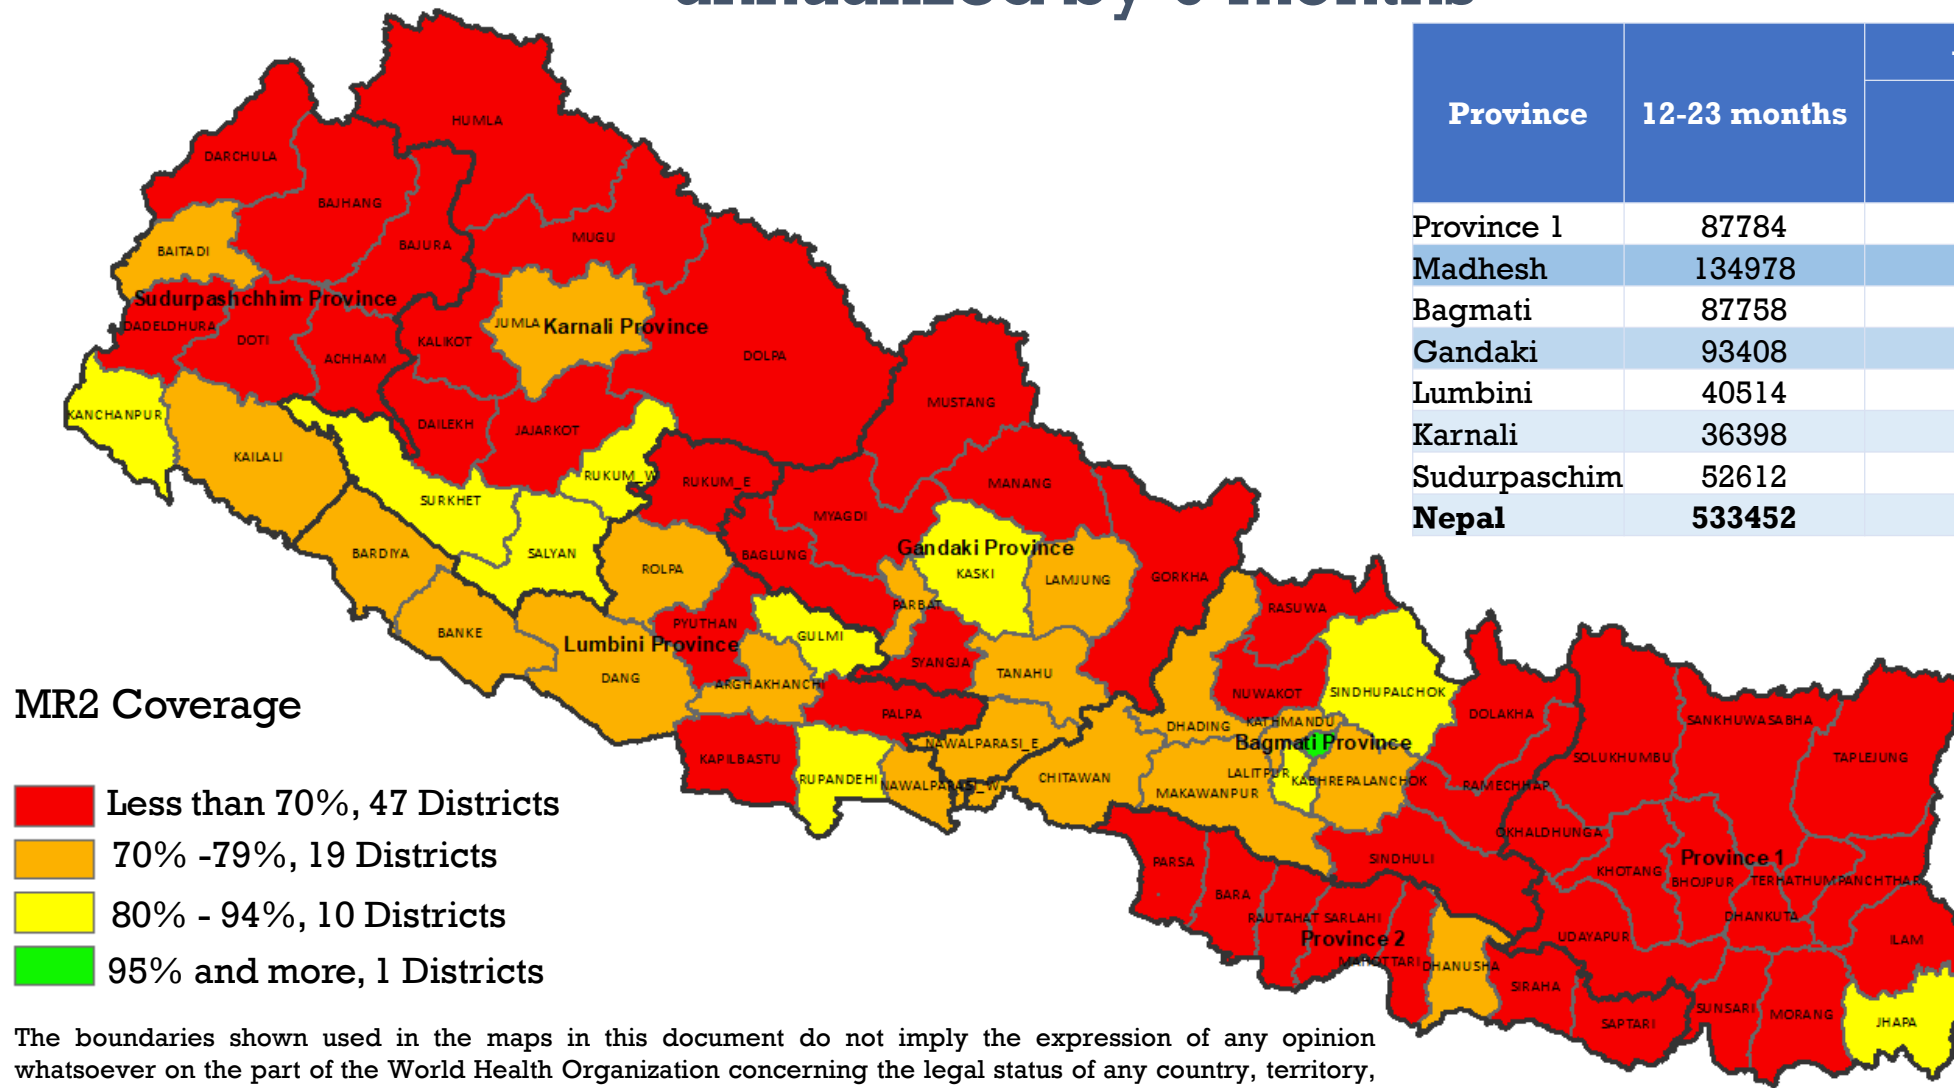 annualized by 6 months
Province 12-23 months
Province 1 87784
Madhesh 134978
Bagmati 87758
Gandaki 93408
Lumbini 40514
Karnali 36398
Sudurpaschim 52612
Nepal 533452
HUMLA
DARCHULA
BAJHANG
BAITADI
BAJURA
MUGU
Sudurpashchhim Province
DADELDHURA
DOTI
ACHHAM
KALIKOT
JUMLA
Karnali Province
DOLPA
KANCHANPUR
KAILALI
DAILEKH
JAJARKOT
MUSTANG
SURKHET
RUKUM_W
RUKUM_E
MANANG
MYAGDI
BARDIYA
SALYAN
ROLPA
BAGLUNG
Gandaki Province
KASKI
LAMJUNG
GORKHA
PARBAT
RASUWA
BANKE
PYUTHAN
GULMI
Lumbini Province
DANG
SYANGJA
TANAHU
ARGHAKHANCHI
NUWAKOT
SINDHUPALCHOK
PALPA
DHADING
KATHMANDU
DOLAKHA
SANKHUWASABHA
NAWALPARASI_E
Bagmati Province
KAPILBASTU
RUPANDEHI
NAWALPARASI_W
CHITAWAN
LALITPUR
KABHREPALANCHOK
MAKAWANPUR
RAMECHHAP
SOLUKHUMBU
TAPLEJUNG
OKHALDHUNGA
PARSA
SINDHULI
Province 1
KHOTANG
BHOJPUR
TERHATHUM
PANCHTHAR
BARA
RAUTAHAT
SARLAHI
DHANKUTA
Province 2
UDAYAPUR
ILAM
MAHOTTARI
DHANUSHA
SIRAHA
SAPTARI
SUNSARI
MORANG
JHAPA
MR2 Coverage
Less than 70%, 47 Districts
70% -79%, 19 Districts
80% - 94%, 10 Districts
95% and more, 1 Districts
The boundaries shown used in the maps in this document do not imply the expression of any opinion
whatsoever on the part of the World Health Organization concerning the legal status of any country, territory,